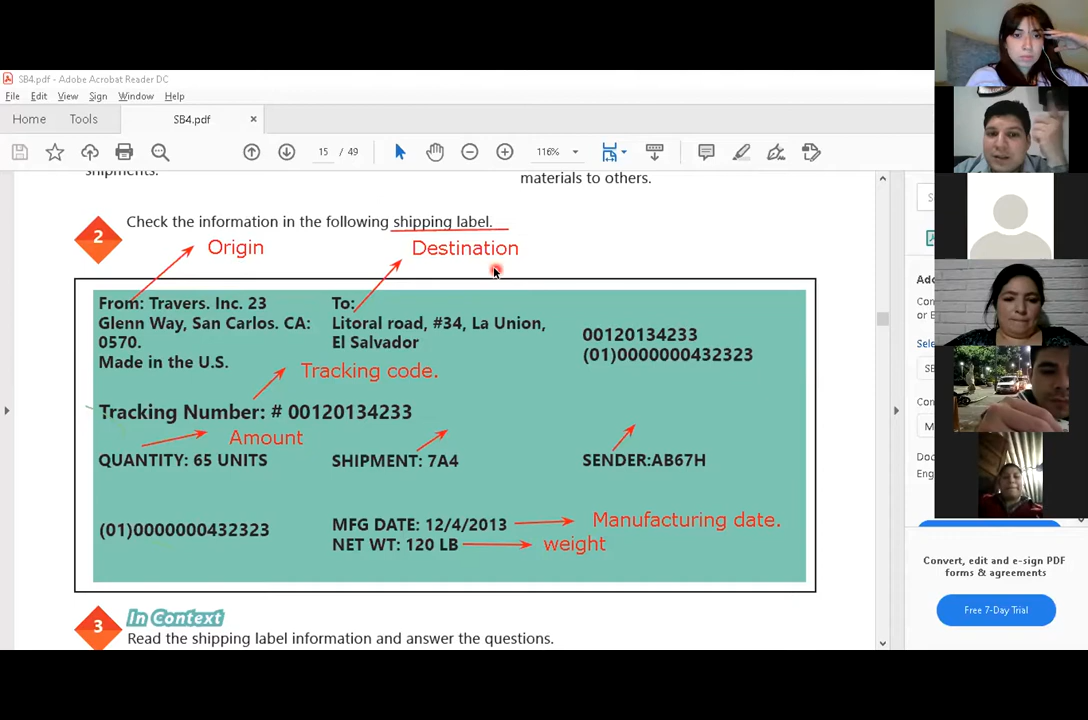 SB4.pdf - Adobe Acrobat Reader DC
File Edit View Sign Window Help
Home Tools SB4.pdf ×
15 / 49 116%
shipments.
materials to others.
2
Check the information in the following shipping label.
Origin
Destination
From: Travers. Inc. 23
Glenn Way, San Carlos. CA:
0570.
Made in the U.S.
To:
Litoral road, #34, La Union,
El Salvador
00120134233
(01)0000000432323
Tracking code.
Tracking Number: # 00120134233
Amount
QUANTITY: 65 UNITS
SHIPMENT: 7A4
SENDER:AB67H
(01)0000000432323
MFG DATE: 12/4/2013
Manufacturing date.
NET WT: 120 LB
weight
3
In Context
Read the shipping label information and answer the questions.
Convert, edit and e-sign PDF
forms & agreements
Free 7-Day Trial